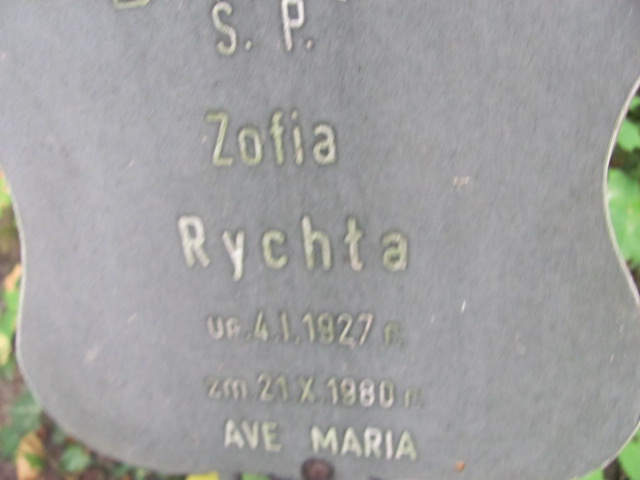 S. P.
Zofia
Rychta
ur. 4.I.1927 r.
zm 21 X 1980 r.
AVE MARIA